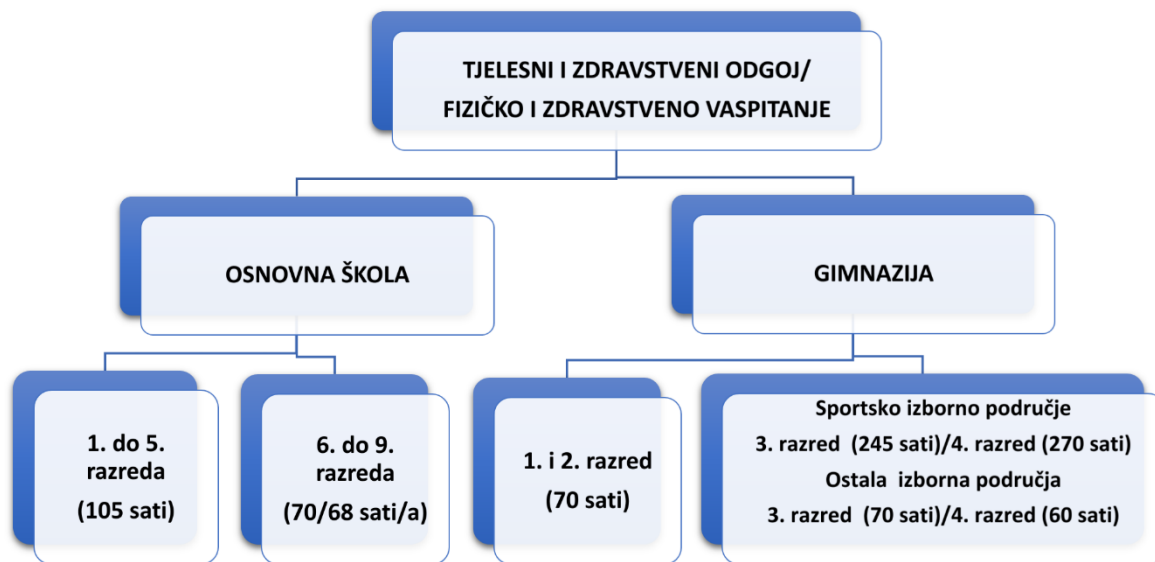 TJELESNI I ZDRAVSTVENI ODGOJ/
FIZIČKO I ZDRAVSTVENO VASPITANJE
OSNOVNA ŠKOLA
GIMNAZIJA
1. do 5.
razreda
(105 sati)
6. do 9.
razreda
(70/68 sati/a)
1. i 2. razred
(70 sati)
Sportsko izborno područje
3. razred (245 sati)/4. razred (270 sati)
Ostala izborna područja
3. razred (70 sati)/4. razred (60 sati)